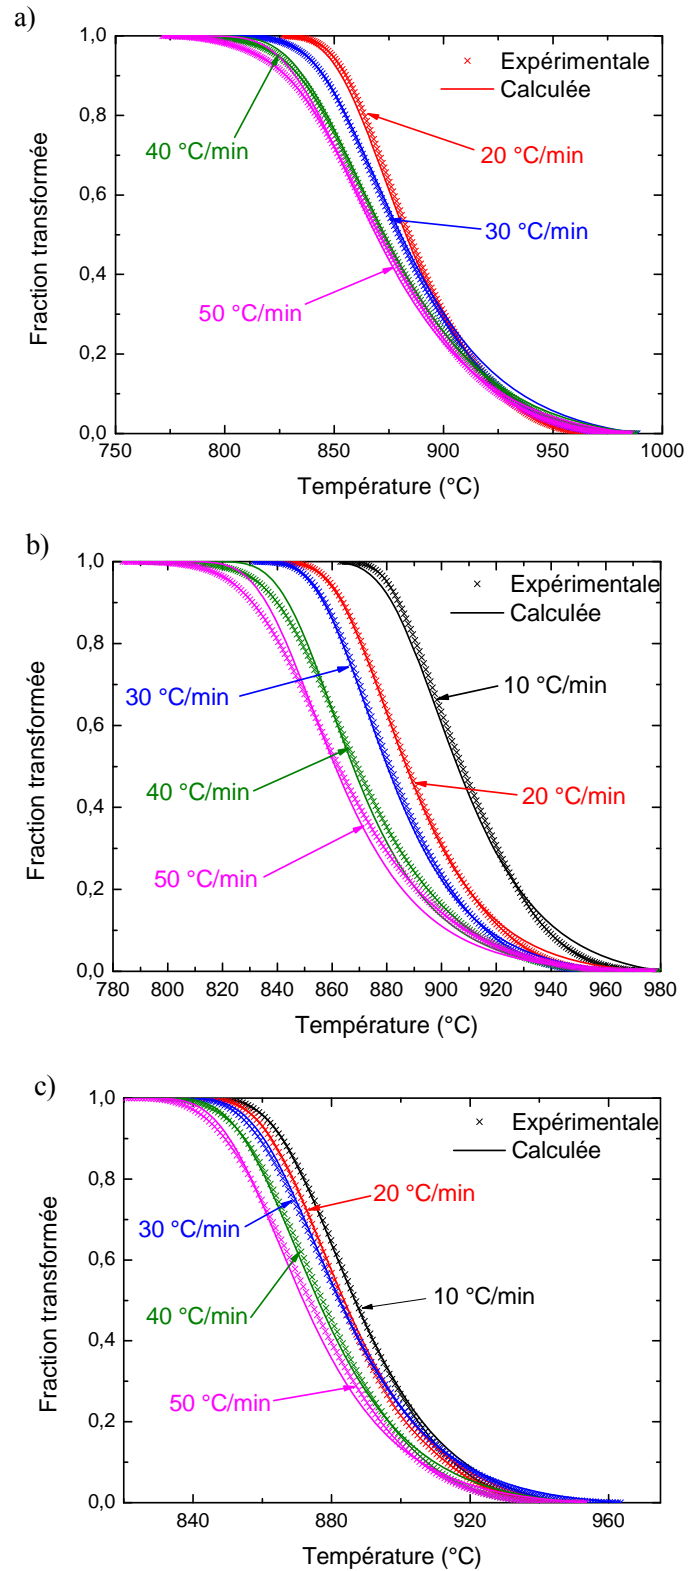 a)
1,0
0,8
0,6
0,4
0,2
0,0
Fraction transformée
Expérimentale
Calculée
40 °C/min
20 °C/min
30 °C/min
50 °C/min
750
800
850
900
950
1000
Température (°C)
b)
1,0
0,8
0,6
0,4
0,2
0,0
Fraction transformée
Expérimentale
Calculée
30 °C/min
10 °C/min
40 °C/min
20 °C/min
50 °C/min
780
800
820
840
860
880
900
920
940
960
980
Température (°C)
c)
1,0
0,8
0,6
0,4
0,2
0,0
Fraction transformée
Expérimentale
Calculée
20 °C/min
30 °C/min
10 °C/min
40 °C/min
50 °C/min
840
880
920
960
Température (°C)